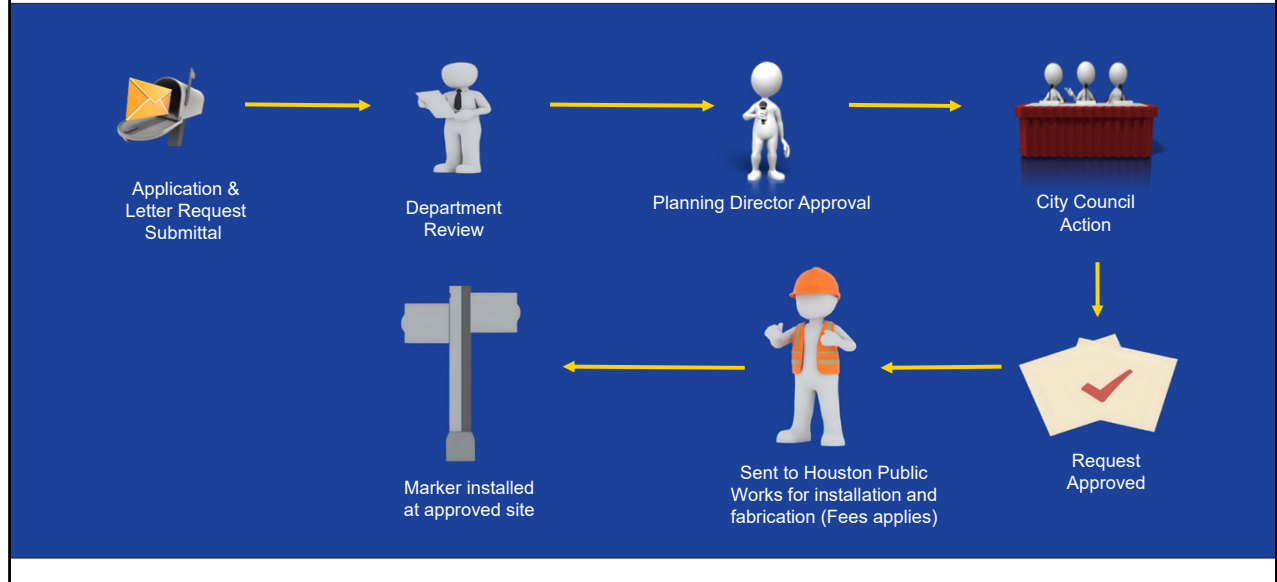 Application &
Letter Request
Submittal
Department
Review
Planning Director Approval
City Council
Action
Request
Approved
Sent to Houston Public
Works for installation and
fabrication (Fees applies)
Marker installed
at approved site